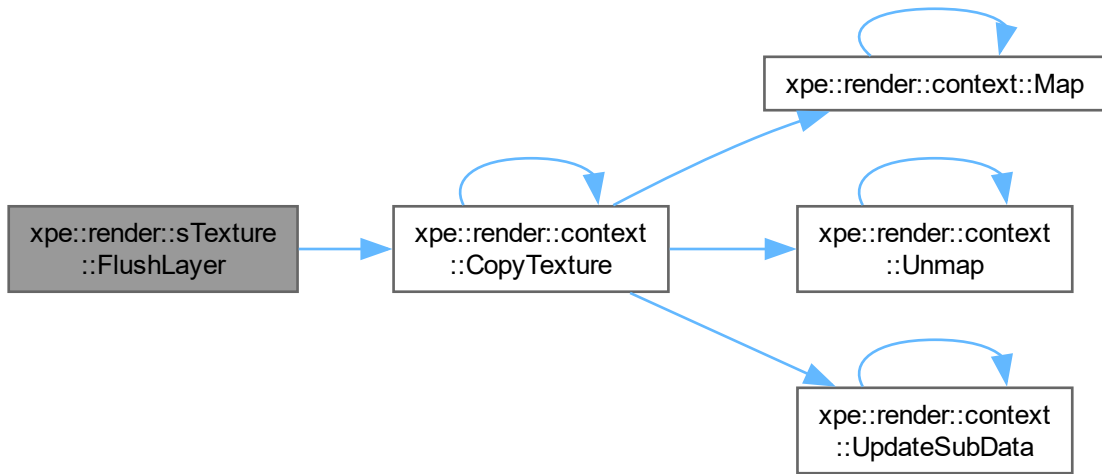 xpe::render::sTexture
::FlushLayer
xpe::render::context
::CopyTexture
xpe::render::context::Map
xpe::render::context
::Unmap
xpe::render::context
::UpdateSubData